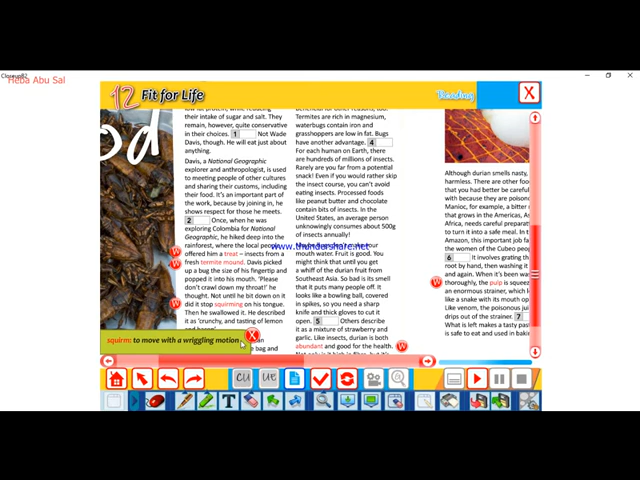 Closeup B2
Heba Abu Sal
12 Fit for Life
Reading
X
low fat protein, while reducing
their intake of sugar and salt. They
remain, however, quite conservative
in their choices. 1 Not Wade
Davis, though. He will eat just about
anything.
Davis, a National Geographic
explorer and anthropologist, is used
to meeting people of other cultures
and sharing their customs, including
their food. It's an important part of
the work, because by joining in, he
shows respect for those he meets.
2 Once, when he was
exploring Colombia for National
Geographic, he hiked deep into the
rainforest, where the local people
offered him a treat – insects from a
fresh termite mound. Davis picked
up a bug the size of his fingertip and
popped it into his mouth. 'Please
don't crawl down my throat!' he
thought. Not until he bit down on it
did it stop squirming on his tongue.
Then he swallowed it. He described
it as 'crunchy, and tasting of lemon
squirm: to move with a wriggling motion
X
beneficial for other reasons, too.
Termites are rich in magnesium,
waterbugs contain iron and
grasshoppers are low in fat. Bugs
have another advantage. 4
For each human on Earth, there
are hundreds of millions of insects.
Rarely are you far from a potential
snack! Even if you would rather skip
the insect course, you can't avoid
eating insects. Processed foods
like peanut butter and chocolate
contain bits of insects. In the
United States, an average person
unknowingly consumes about 500g
of insects annually!
www.thundershare.net
mouth water. Fruit is good. You
might think that until you get
a whiff of the durian fruit from
Southeast Asia. So bad is its smell
that it puts many people off. It
looks like a bowling ball, covered
in spikes, so you need a sharp
knife and thick gloves to cut it
open. 5 Others describe
it as a mixture of strawberry and
garlic. Like insects, durian is both
abundant and good for the health.
Although durian smells nasty,
harmless. There are other food
that you had better be careful
with because they are poisono
Manioc, for example, a bitter
that grows in the Americas, As
Africa, needs careful preparat
to turn it into a safe meal. In t
Amazon, this important job fa
the women of the Cubeo peop
6 It involves grating th
root by hand, then washing it
and again. When it's been was
thoroughly, the pulp is squeez
an enormous strainer, which l
like a snake with its mouth op
Like venom, the poisonous jui
drips out of the strainer. 7
What is left makes a tasty past
is safe to eat and used in bakin
W
W
W
W
W